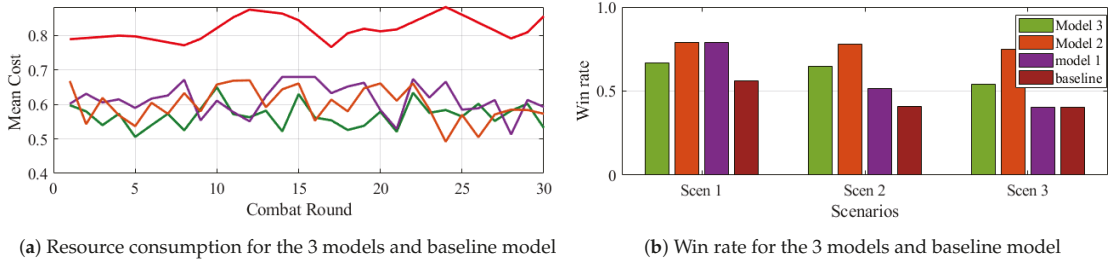 0.8
0.7
0.6
0.5
0.4
Mean Cost
0 5 10 15 20 25 30
Combat Round
(a) Resource consumption for the 3 models and baseline model
1.0
0.5
0
Win rate
Model 3
Model 2
model 1
baseline
Scen 1 Scen 2 Scen 3
Scenarios
(b) Win rate for the 3 models and baseline model